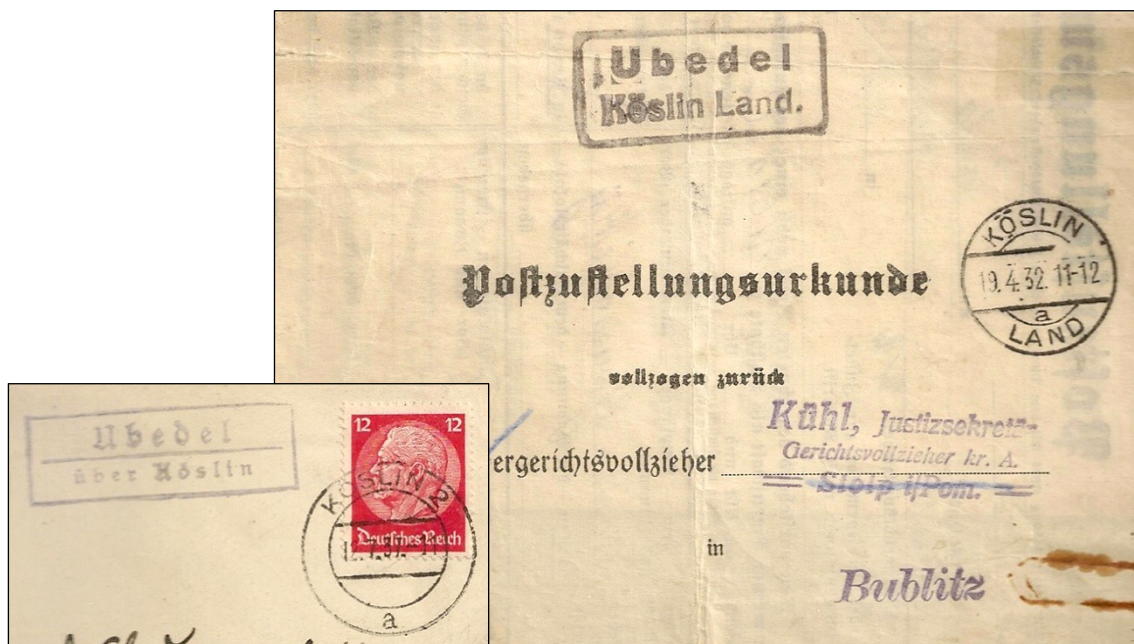 Ubedel
Köslin Land.
KÖSLIN
19.4.32. 11-12
a
LAND
Postzustellungsurkunde
vollzogen zurück
Kühl, Justizsekretä-
ergerichtsvollzieher
Gerichtsvollzieher kr. A.
Stolp i/Pom.
in
Bublitz
Ubedel
über Köslin
12 12
Deutsches Reich
KÖSLIN 2
a